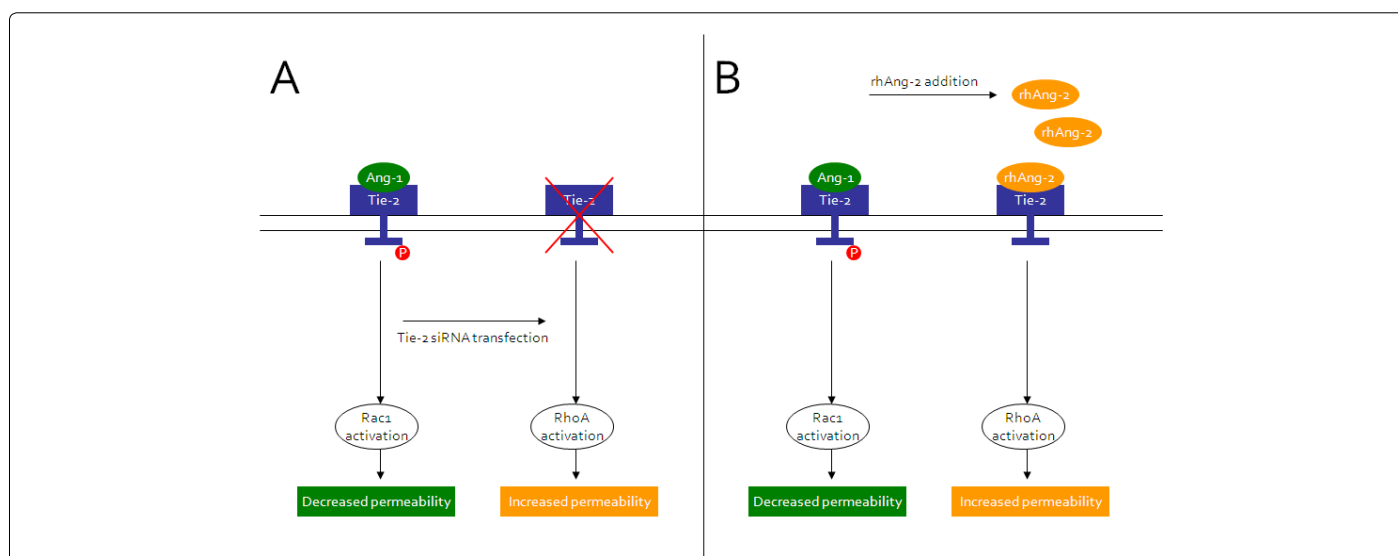 A
B
rhAng-2 addition
rhAng-2
rhAng-2
Ang-1
Tie-2
Tie-2
Ang-1
Tie-2
rhAng-2
Tie-2
P
P
Tie-2 siRNA transfection
Rac1
activation
RhoA
activation
Rac1
activation
RhoA
activation
Decreased permeability
Increased permeability
Decreased permeability
Increased permeability